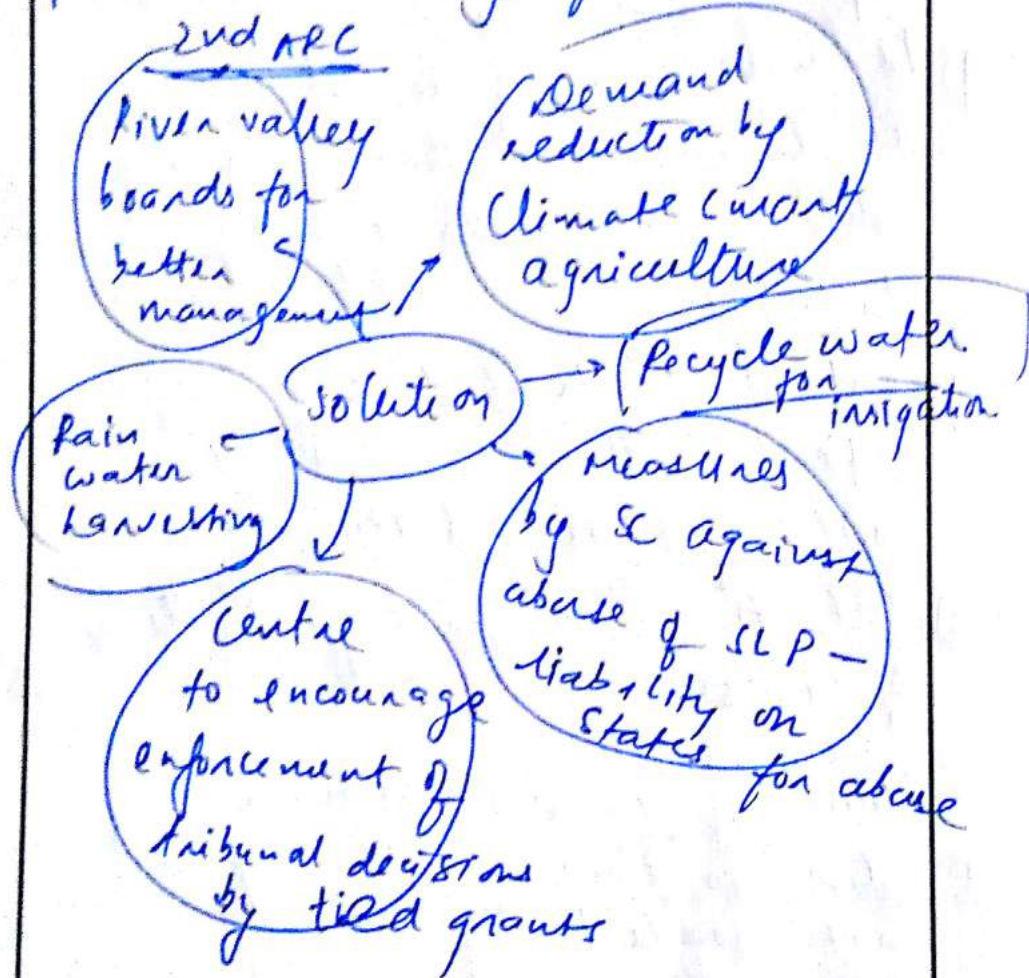 2nd ARC
River valley
boards for
better
management
Demand
reduction by
Climate smart
agriculture
Solution
Recycle water
for
irrigation
Rain
water
harvesting
measures
by SC against
abuse of SLP –
liability on
States for abuse
Centre
to encourage
enforcement of
tribunal decisions
by tied grants